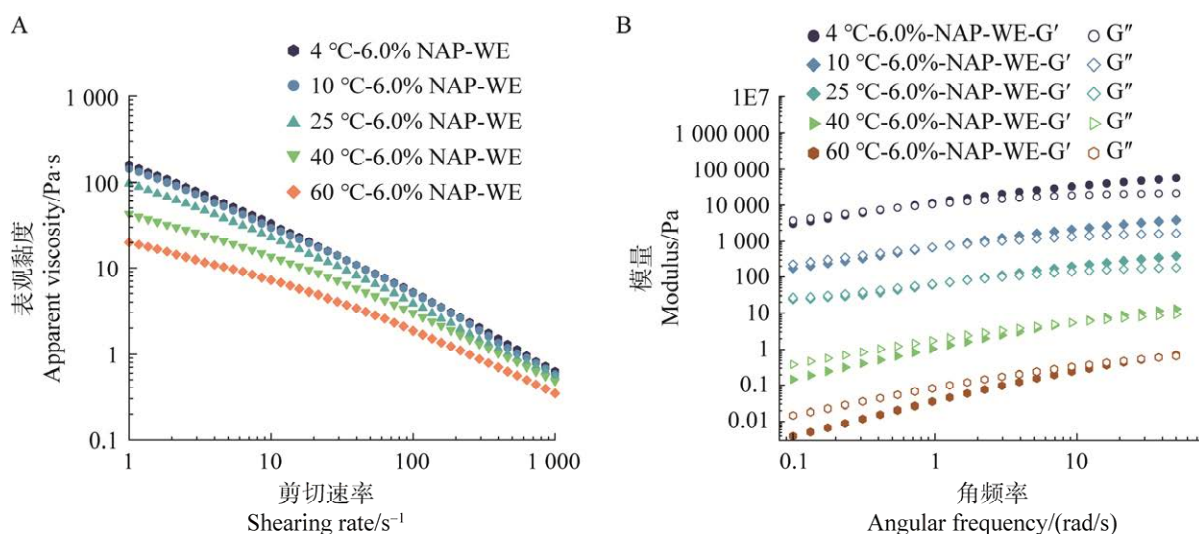 A
4 ℃-6.0% NAP-WE
10 ℃-6.0% NAP-WE
25 ℃-6.0% NAP-WE
40 ℃-6.0% NAP-WE
60 ℃-6.0% NAP-WE
1 000
100
10
1
0.1
表观黏度
Apparent viscosity/Pa·s
1 10 100 1 000
剪切速率
Shearing rate/s⁻¹
B
4 ℃-6.0%-NAP-WE-G′ G″
10 ℃-6.0%-NAP-WE-G′ G″
25 ℃-6.0%-NAP-WE-G′ G″
40 ℃-6.0%-NAP-WE-G′ G″
60 ℃-6.0%-NAP-WE-G′ G″
1E7
1 000 000
100 000
10 000
1 000
100
10
1
0.1
0.01
模量
Modulus/Pa
0.1 1 10
角频率
Angular frequency/(rad/s)